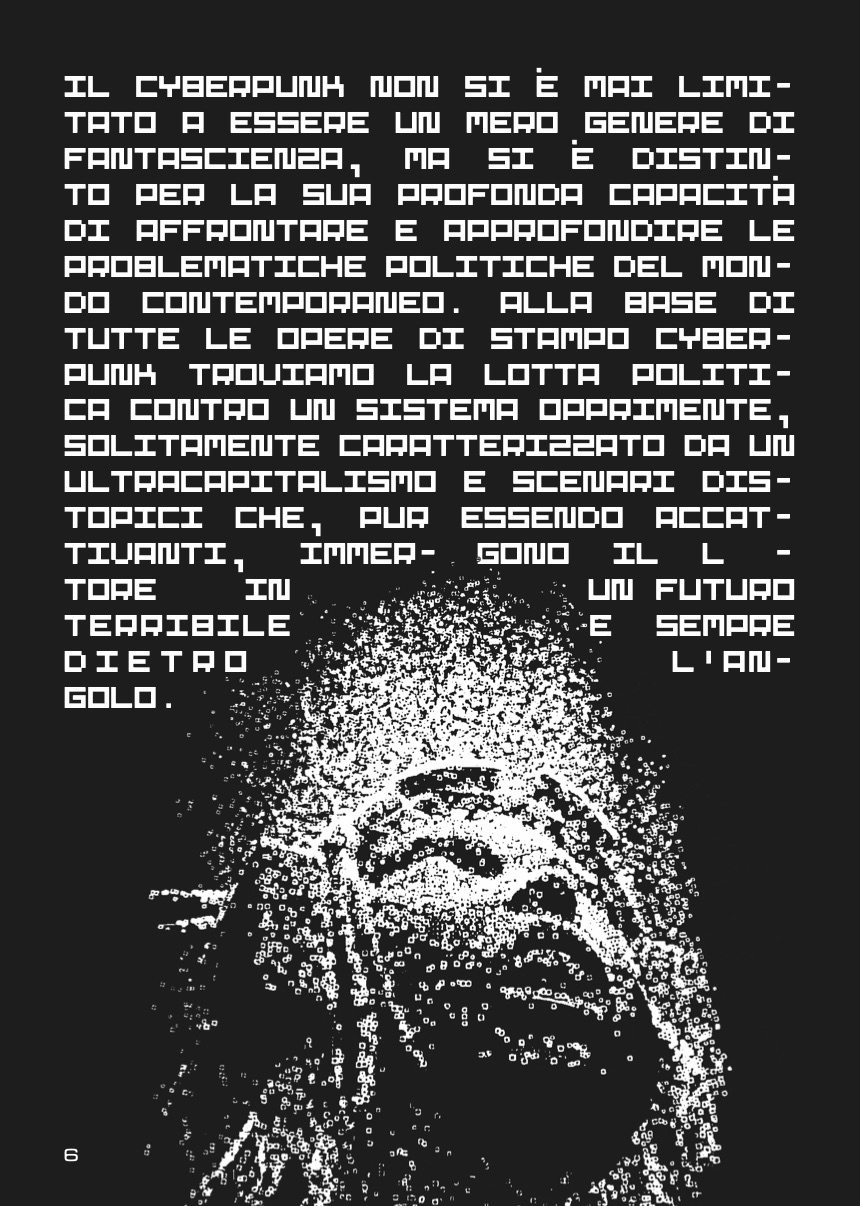 IL CYBERPUNK NON SI È MAI LIMI-
TATO A ESSERE UN MERO GENERE DI
FANTASCIENZA, MA SI È DISTIN-
TO PER LA SUA PROFONDA CAPACITÀ
DI AFFRONTARE E APPROFONDIRE LE
PROBLEMATICHE POLITICHE DEL MON-
DO CONTEMPORANEO. ALLA BASE DI
TUTTE LE OPERE DI STAMPO CYBER-
PUNK TROVIAMO LA LOTTA POLITI-
CA CONTRO UN SISTEMA OPPRIMENTE,
SOLITAMENTE CARATTERIZZATO DA UN
ULTRACAPITALISMO E SCENARI DIS-
TOPICI CHE, PUR ESSENDO ACCAT-
TIVANTI, IMMER- GONO IL L -
TORE IN UN FUTURO
TERRIBILE E SEMPRE
DIETRO L'AN-
GOLO.
6